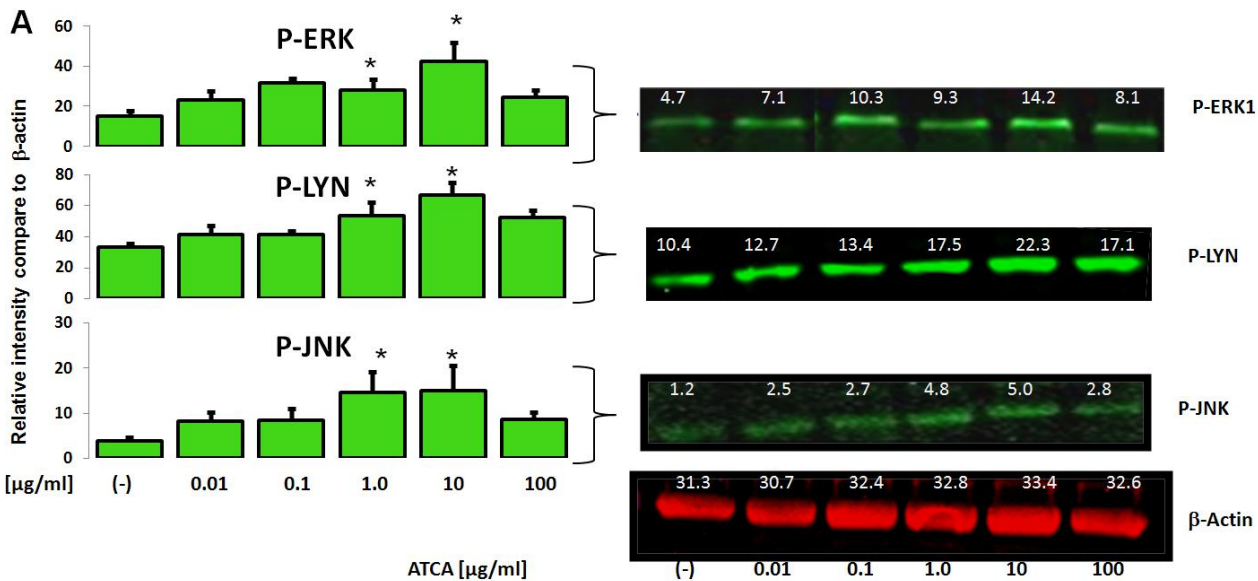 A
Relative intensity compare to β-actin
60
40
20
0
P-ERK
*
*
4.7 7.1 10.3 9.3 14.2 8.1
P-ERK1
80
60
40
20
0
P-LYN
*
*
10.4 12.7 13.4 17.5 22.3 17.1
P-LYN
30
20
10
0
P-JNK
*
*
1.2 2.5 2.7 4.8 5.0 2.8
P-JNK
[µg/ml] (-) 0.01 0.1 1.0 10 100
31.3 30.7 32.4 32.8 33.4 32.6
β-Actin
ATCA [µg/ml] (-) 0.01 0.1 1.0 10 100